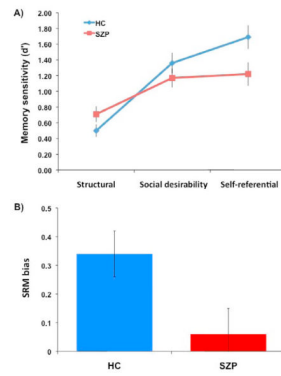 A)
HC
SZP
Memory sensitivity (d')
2.00
1.80
1.60
1.40
1.20
1.00
0.80
0.60
0.40
0.20
0.00
Structural Social desirability Self-referential
B)
SRM bias
0.5
0.4
0.3
0.2
0.1
0
HC SZP